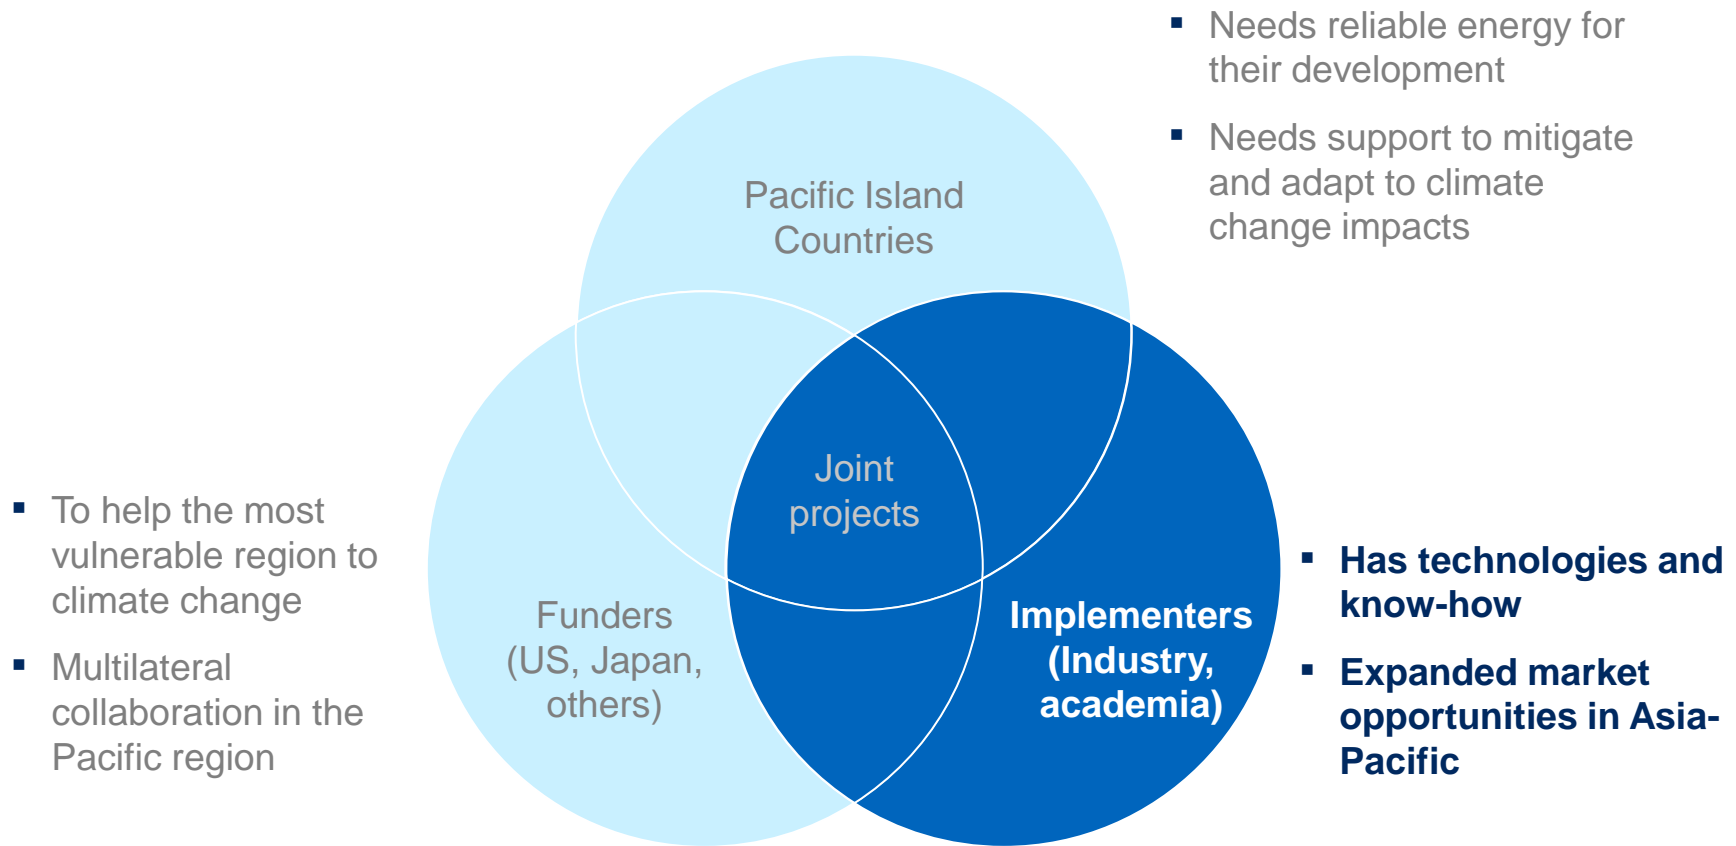 ▪ Needs reliable energy for
their development
▪ Needs support to mitigate
and adapt to climate
change impacts
Pacific Island
Countries
Joint
projects
▪ To help the most
vulnerable region to
climate change
▪ Multilateral
collaboration in the
Pacific region
Funders
(US, Japan,
others)
Implementers
(Industry,
academia)
▪ Has technologies and
know-how
▪ Expanded market
opportunities in Asia-
Pacific